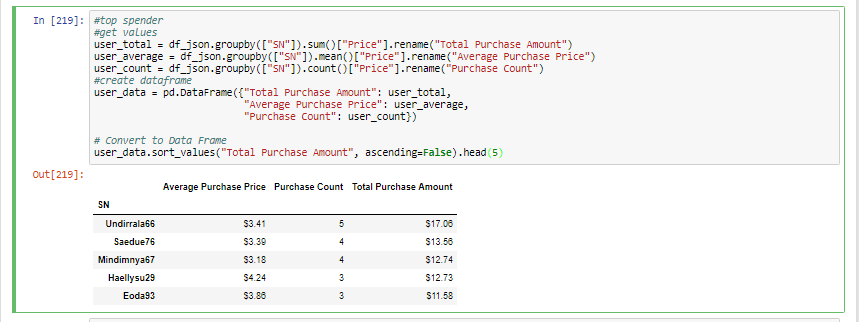 In [219]: #top spender
#get values
user_total = df_json.groupby(["SN"]).sum()["Price"].rename("Total Purchase Amount")
user_average = df_json.groupby(["SN"]).mean()["Price"].rename("Average Purchase Price")
user_count = df_json.groupby(["SN"]).count()["Price"].rename("Purchase Count")
#create dataframe
user_data = pd.DataFrame({"Total Purchase Amount": user_total,
"Average Purchase Price": user_average,
"Purchase Count": user_count})
# Convert to Data Frame
user_data.sort_values("Total Purchase Amount", ascending=False).head(5)
Out[219]:
Average Purchase Price Purchase Count Total Purchase Amount
SN
Undirrala66 $3.41 5 $17.06
Saedue76 $3.39 4 $13.56
Mindimnya67 $3.18 4 $12.74
Haellysu29 $4.24 3 $12.73
Eoda93 $3.86 3 $11.58